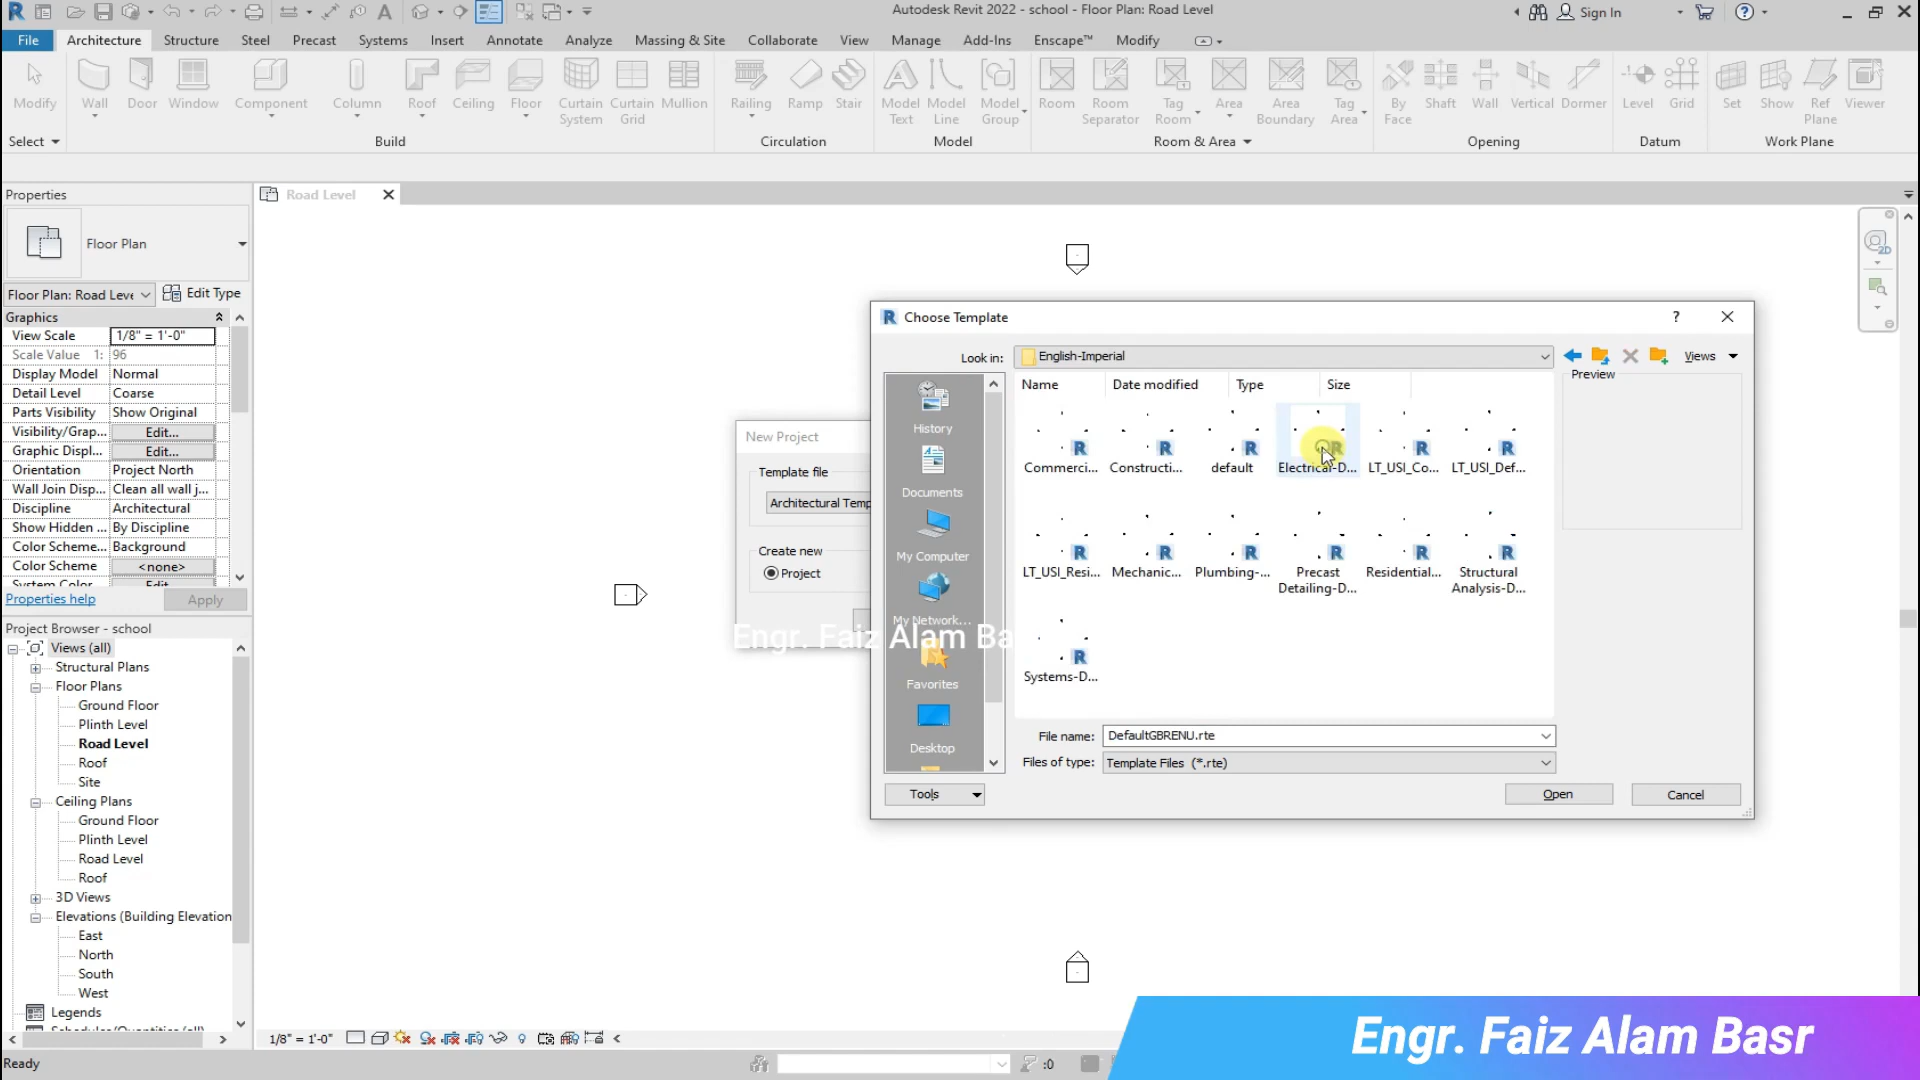 Autodesk Revit 2022 - school - Floor Plan: Road Level
Sign In
File Architecture Structure Steel Precast Systems Insert Annotate Analyze Massing & Site Collaborate View Manage Add-Ins Enscape™ Modify
Modify Wall Door Window Component Column Roof Ceiling Floor Curtain System Curtain Grid Mullion Railing Ramp Stair Model Text Model Line Model Group Room Room Separator Tag Room Area Area Boundary Tag Area By Face Shaft Wall Vertical Dormer Level Grid Set Show Ref Plane Viewer
Select Build Circulation Model Room & Area Opening Datum Work Plane
Properties
Road Level
Floor Plan
Floor Plan: Road Leve
Edit Type
Graphics
View Scale 1/8" = 1'-0"
Scale Value 1: 96
Display Model Normal
Detail Level Coarse
Parts Visibility Show Original
Visibility/Grap... Edit...
Graphic Displ... Edit...
Orientation Project North
Wall Join Disp... Clean all wall j...
Discipline Architectural
Show Hidden ... By Discipline
Color Scheme... Background
Color Scheme <none>
System Color Edit
Properties help
Apply
Project Browser - school
Views (all)
Structural Plans
Floor Plans
Ground Floor
Plinth Level
Road Level
Roof
Site
Ceiling Plans
Ground Floor
Plinth Level
Road Level
Roof
3D Views
Elevations (Building Elevation
East
North
South
West
Legends
Schedules/Quantities (all)
New Project
Template file
Architectural Temp
Create new
Project
Choose Template
Look in: English-Imperial
Views
Preview
Name Date modified Type Size
History
Documents
My Computer
My Network...
Favorites
Desktop
Commerci... Constructi... default Electrical-D... LT_USI_Co... LT_USI_Def...
LT_USI_Resi... Mechanic... Plumbing-... Precast Detailing-D... Residential... Structural Analysis-D...
Systems-D...
File name: DefaultGBRENU.rte
Files of type: Template Files (*.rte)
Tools
Open
Cancel
Engr. Faiz Alam Bas
1/8" = 1'-0"
Ready
:0
2D
Engr. Faiz Alam Basr